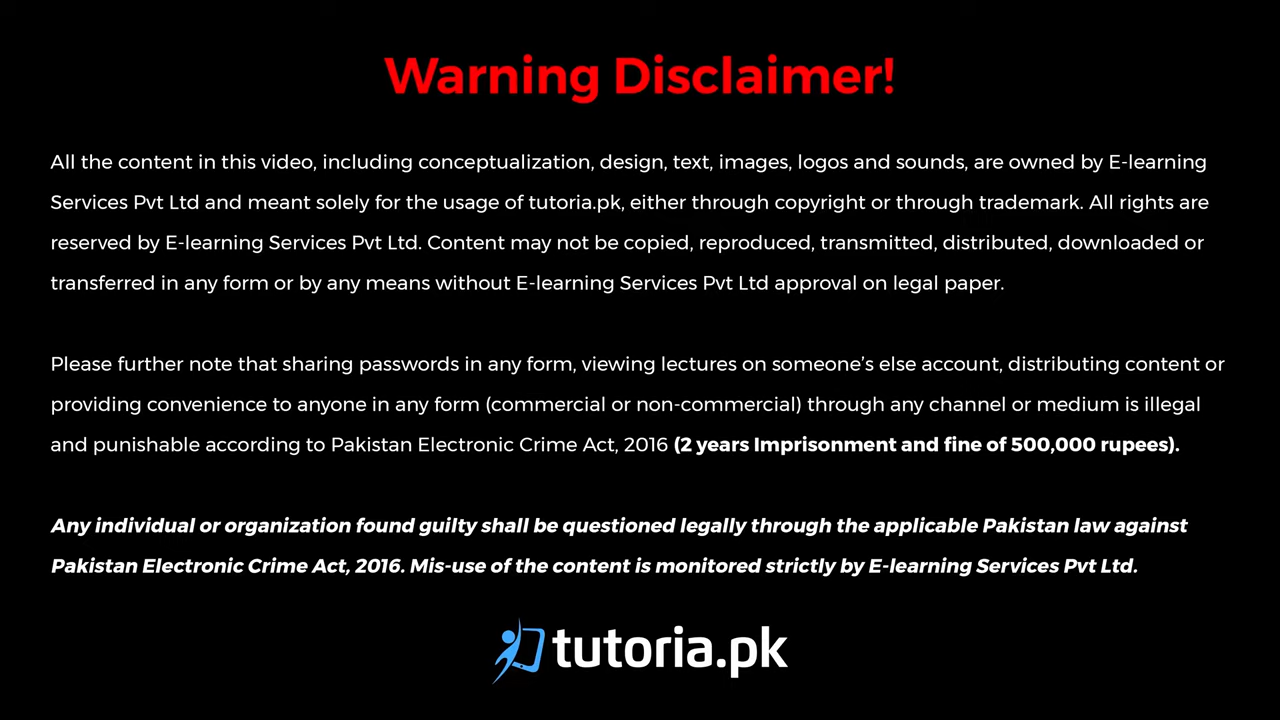 Warning Disclaimer!
All the content in this video, including conceptualization, design, text, images, logos and sounds, are owned by E-learning
Services Pvt Ltd and meant solely for the usage of tutoria.pk, either through copyright or through trademark. All rights are
reserved by E-learning Services Pvt Ltd. Content may not be copied, reproduced, transmitted, distributed, downloaded or
transferred in any form or by any means without E-learning Services Pvt Ltd approval on legal paper.
Please further note that sharing passwords in any form, viewing lectures on someone’s else account, distributing content or
providing convenience to anyone in any form (commercial or non-commercial) through any channel or medium is illegal
and punishable according to Pakistan Electronic Crime Act, 2016 (2 years Imprisonment and fine of 500,000 rupees).
Any individual or organization found guilty shall be questioned legally through the applicable Pakistan law against
Pakistan Electronic Crime Act, 2016. Mis-use of the content is monitored strictly by E-learning Services Pvt Ltd.
tutoria.pk